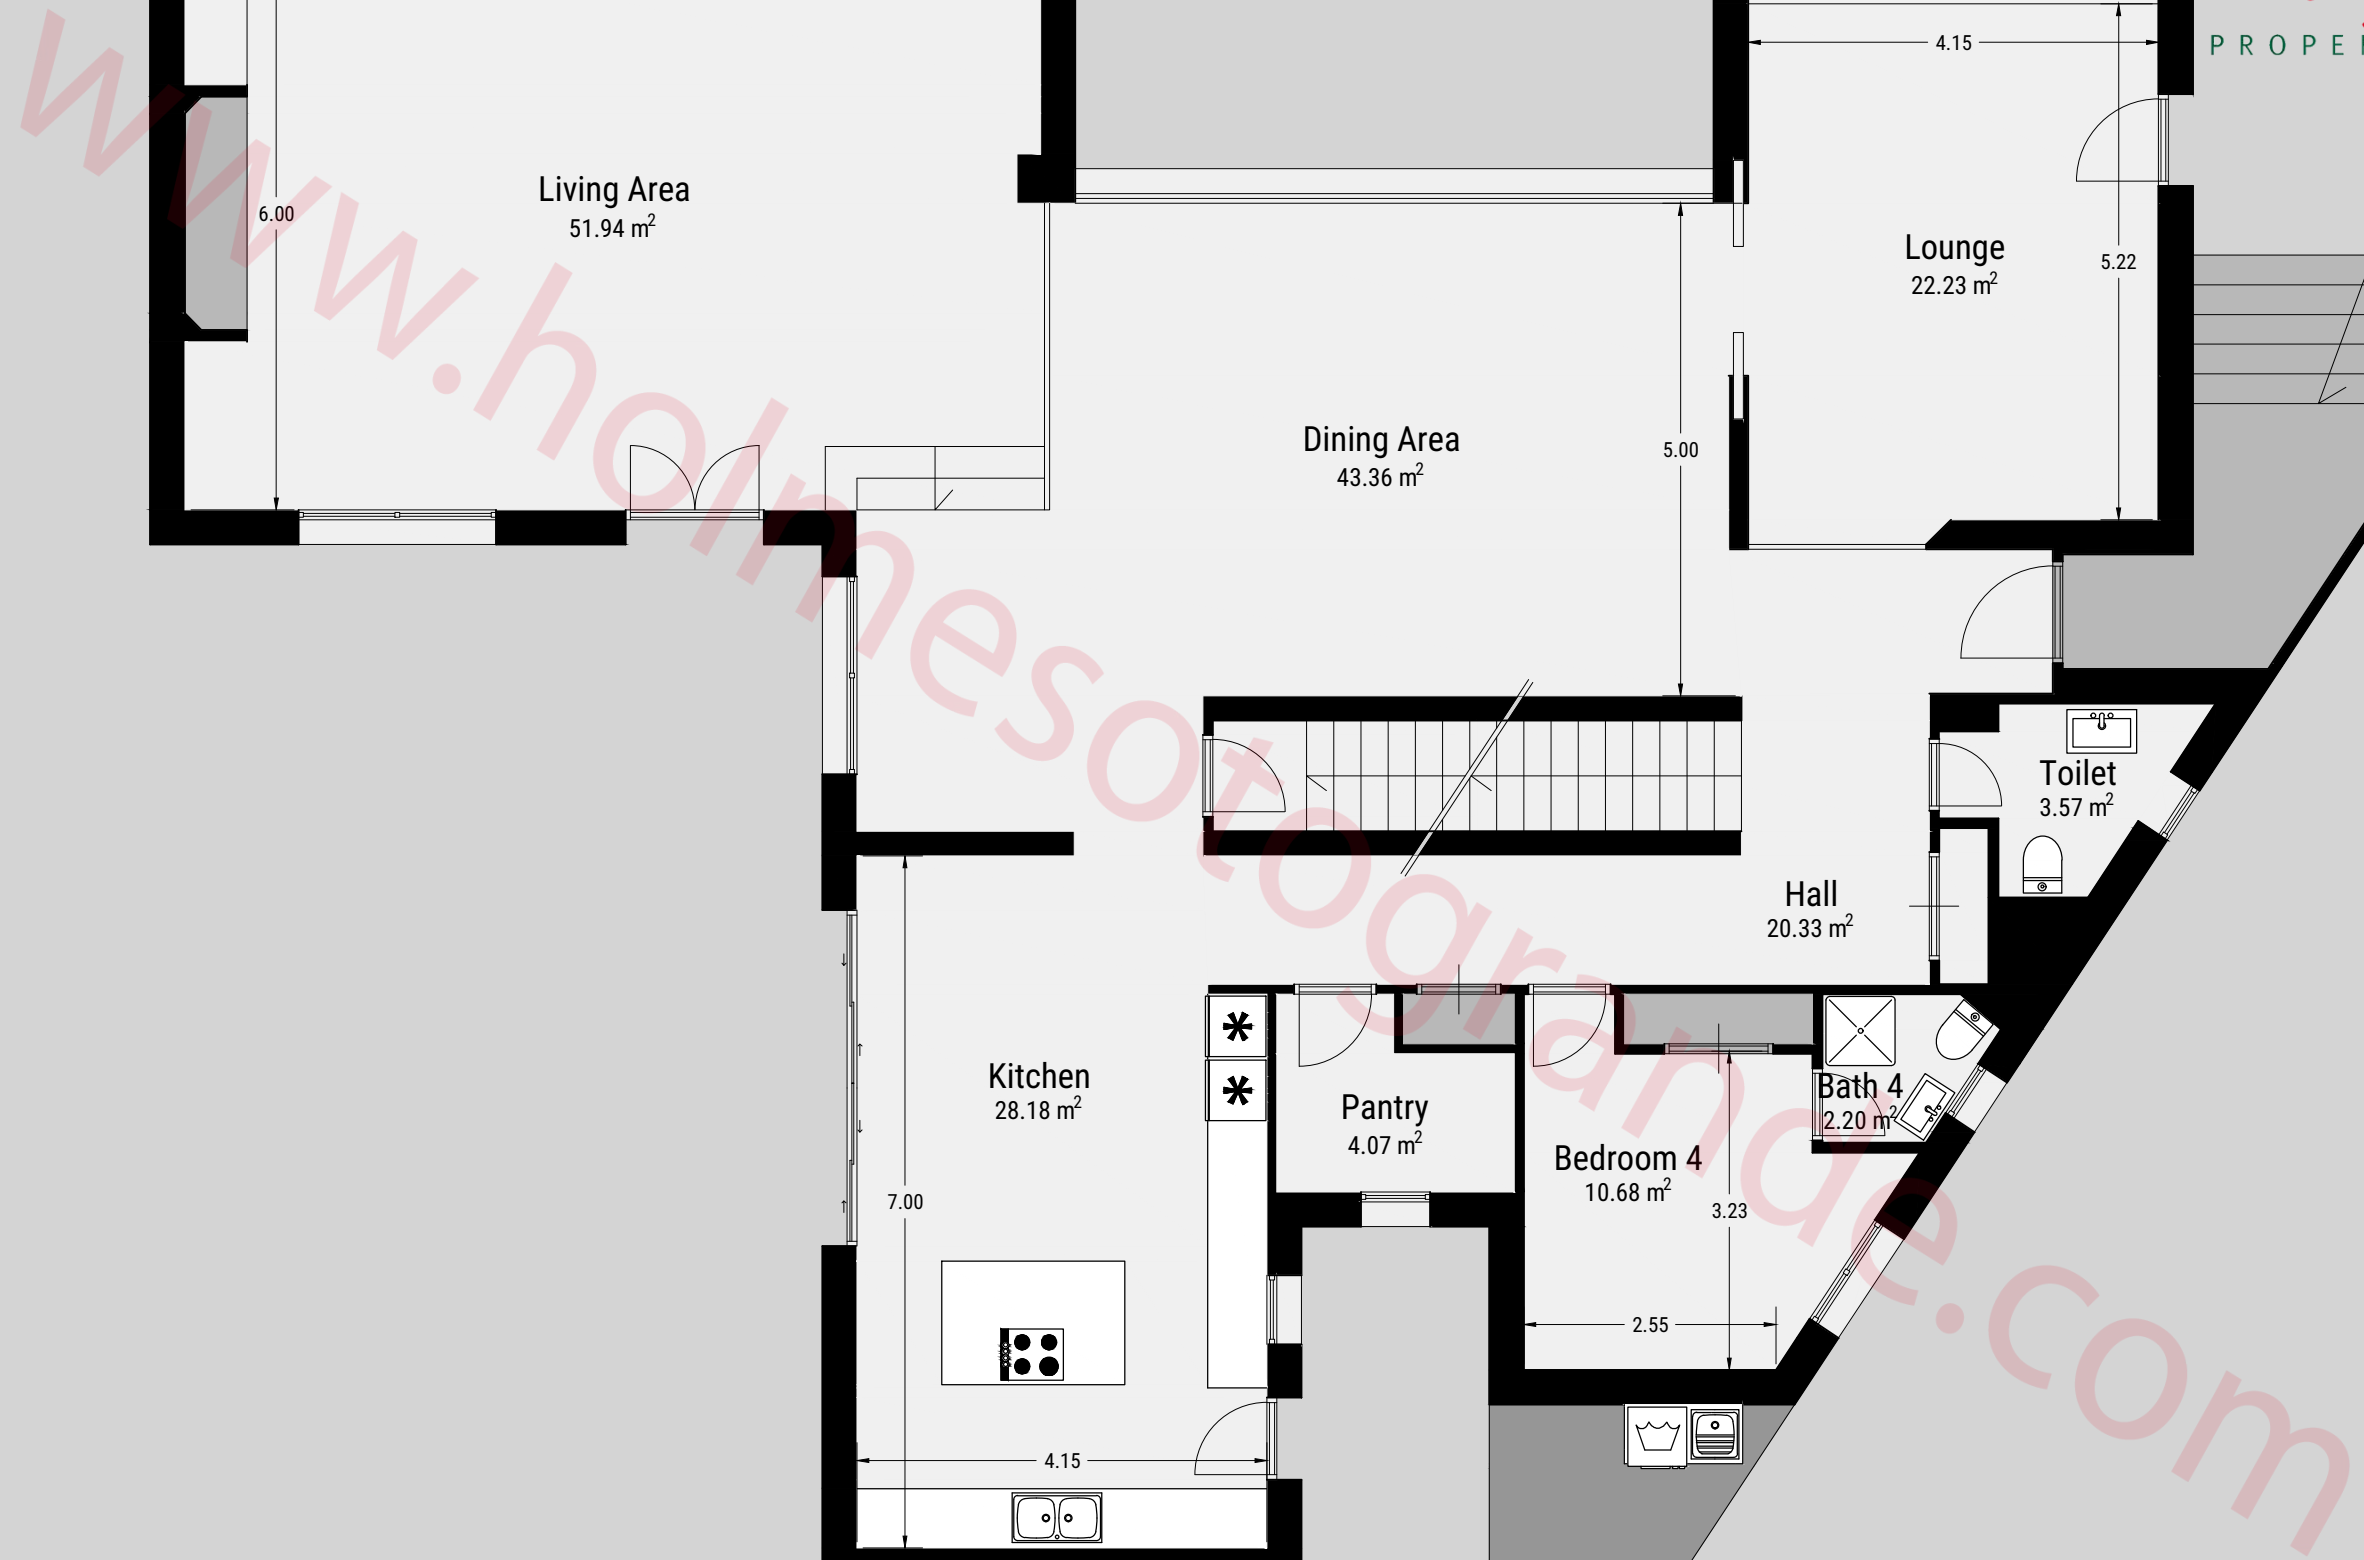 4.15
PROPE
Living Area
51.94 m²
6.00
Lounge
22.23 m²
5.22
Dining Area
43.36 m²
5.00
Toilet
3.57 m²
Hall
20.33 m²
Kitchen
28.18 m²
Pantry
4.07 m²
Bath 4
2.20 m²
Bedroom 4
10.68 m²
7.00
3.23
2.55
4.15
www.holmesotogrande.com